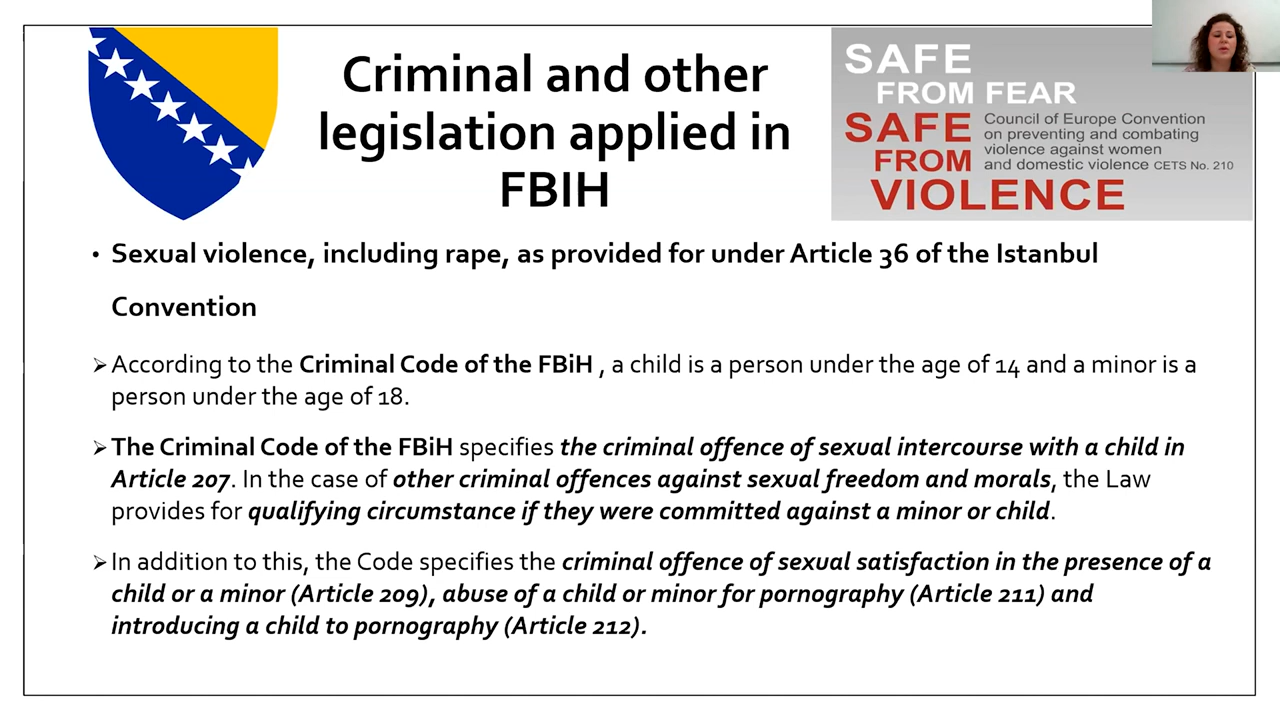 Criminal and other
legislation applied in
FBIH
SAFE
FROM FEAR
SAFE
FROM
VIOLENCE
Council of Europe Convention
on preventing and combating
violence against women
and domestic violence CETS No. 210
• Sexual violence, including rape, as provided for under Article 36 of the Istanbul
Convention
According to the Criminal Code of the FBiH , a child is a person under the age of 14 and a minor is a
person under the age of 18.
The Criminal Code of the FBiH specifies the criminal offence of sexual intercourse with a child in
Article 207. In the case of other criminal offences against sexual freedom and morals, the Law
provides for qualifying circumstance if they were committed against a minor or child.
In addition to this, the Code specifies the criminal offence of sexual satisfaction in the presence of a
child or a minor (Article 209), abuse of a child or minor for pornography (Article 211) and
introducing a child to pornography (Article 212).